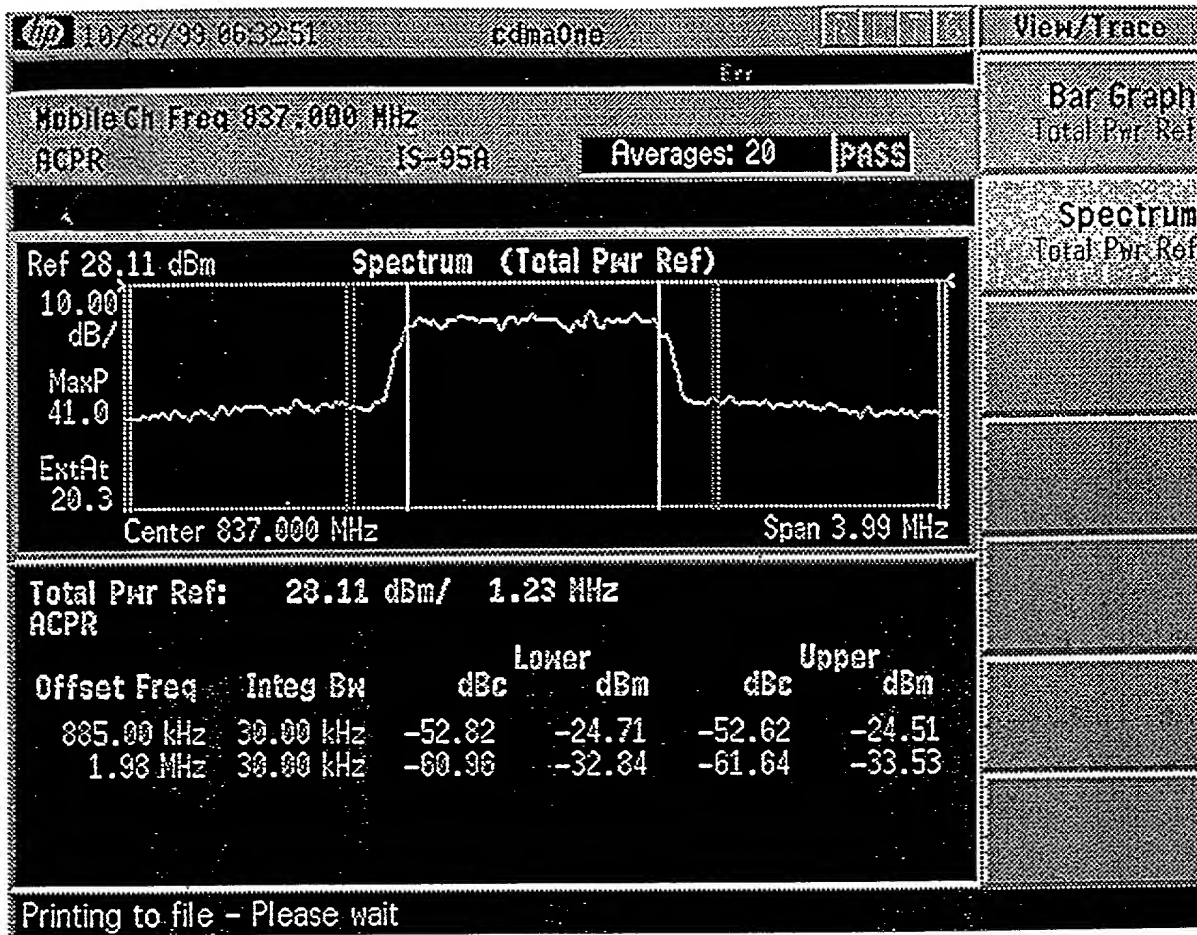 hp 10/28/99 06:32:51 cdmaOne R L T S View/Trace
Err
Mobile Ch Freq 837.000 MHz
ACPR IS-95A Averages: 20 PASS
Bar Graph
Total Pwr Ref
Spectrum
Total Pwr Ref
Ref 28.11 dBm Spectrum (Total Pwr Ref)
10.00
dB/
MaxP
41.0
ExtAt
20.3
Center 837.000 MHz Span 3.99 MHz
Total Pwr Ref: 28.11 dBm/ 1.23 MHz
ACPR
Lower Upper
Offset Freq Integ Bw dBc dBm dBc dBm
885.00 kHz 30.00 kHz -52.82 -24.71 -52.62 -24.51
1.98 MHz 30.00 kHz -60.96 -32.84 -61.64 -33.53
Printing to file - Please wait